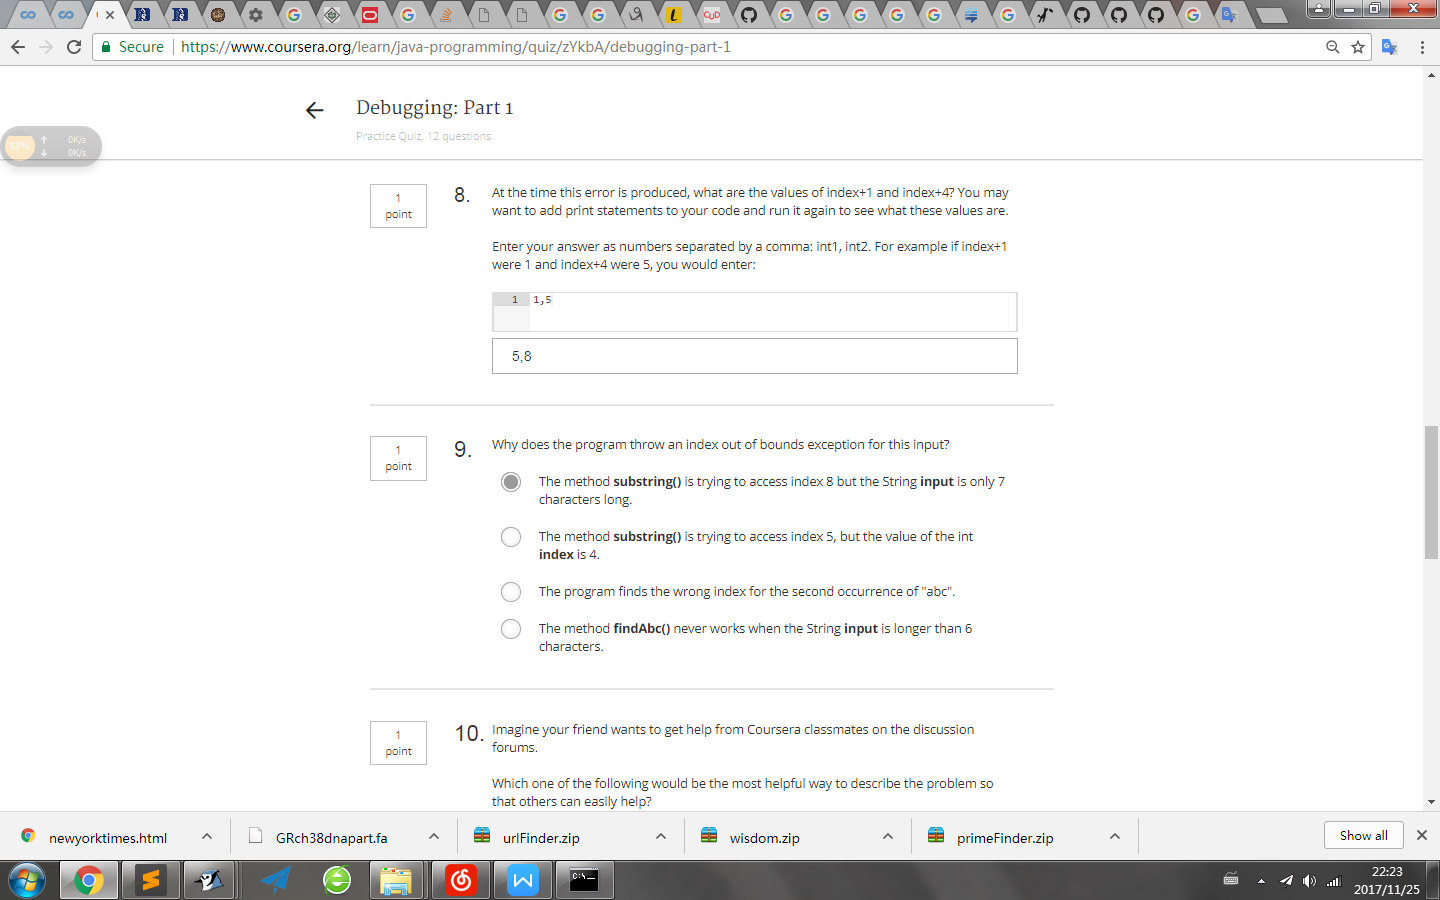 Secure
https://www.coursera.org/learn/java-programming/quiz/zYkbA/debugging-part-1
Debugging: Part 1
Practice Quiz, 12 questions
83%
0K/s
0K/s
1
point
8.
At the time this error is produced, what are the values of index+1 and index+4? You may
want to add print statements to your code and run it again to see what these values are.
Enter your answer as numbers separated by a comma: int1, int2. For example if index+1
were 1 and index+4 were 5, you would enter:
1 1,5
5,8
1
point
9.
Why does the program throw an index out of bounds exception for this input?
The method substring() is trying to access index 8 but the String input is only 7
characters long.
The method substring() is trying to access index 5, but the value of the int
index is 4.
The program finds the wrong index for the second occurrence of "abc".
The method findAbc() never works when the String input is longer than 6
characters.
1
point
10.
Imagine your friend wants to get help from Coursera classmates on the discussion
forums.
Which one of the following would be the most helpful way to describe the problem so
that others can easily help?
newyorktimes.html
GRch38dnapart.fa
urlFinder.zip
wisdom.zip
primeFinder.zip
Show all
22:23
2017/11/25